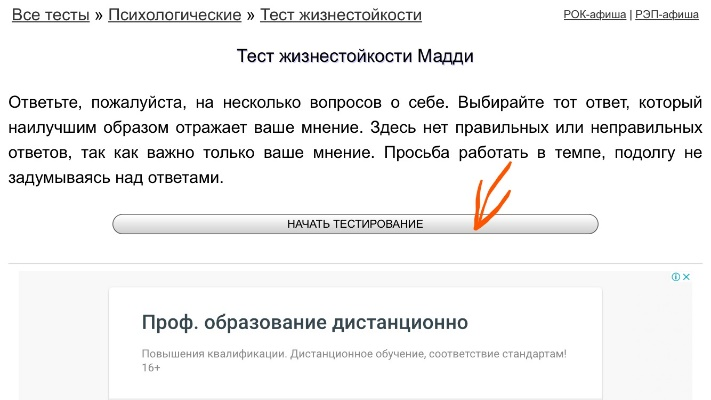 Все тесты » Психологические » Тест жизнестойкости
РОК-афиша | РЭП-афиша
Тест жизнестойкости Мадди
Ответьте, пожалуйста, на несколько вопросов о себе. Выбирайте тот ответ, который
наилучшим образом отражает ваше мнение. Здесь нет правильных или неправильных
ответов, так как важно только ваше мнение. Просьба работать в темпе, подолгу не
задумываясь над ответами.
НАЧАТЬ ТЕСТИРОВАНИЕ
Проф. образование дистанционно
Повышения квалификации. Дистанционное обучение, соответствие стандартам!
16+